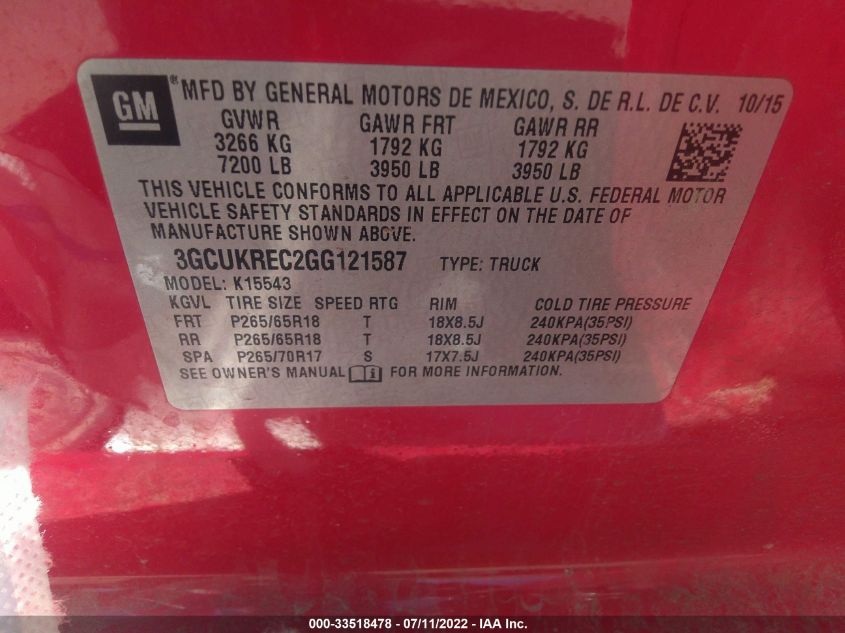 GM ® MFD BY GENERAL MOTORS DE MEXICO, S. DE R.L. DE C.V. 10/15
GVWR GAWR FRT GAWR RR
3266 KG 1792 KG 1792 KG
7200 LB 3950 LB 3950 LB
THIS VEHICLE CONFORMS TO ALL APPLICABLE U.S. FEDERAL MOTOR
VEHICLE SAFETY STANDARDS IN EFFECT ON THE DATE OF
MANUFACTURE SHOWN ABOVE.
3GCUKREC2GG121587 TYPE: TRUCK
MODEL: K15543
KGVL TIRE SIZE SPEED RTG RIM COLD TIRE PRESSURE
FRT P265/65R18 T 18X8.5J 240KPA(35PSI)
RR P265/65R18 T 18X8.5J 240KPA(35PSI)
SPA P265/70R17 S 17X7.5J 240KPA(35PSI)
SEE OWNER'S MANUAL i FOR MORE INFORMATION.
000-33518478 - 07/11/2022 - IAA Inc.